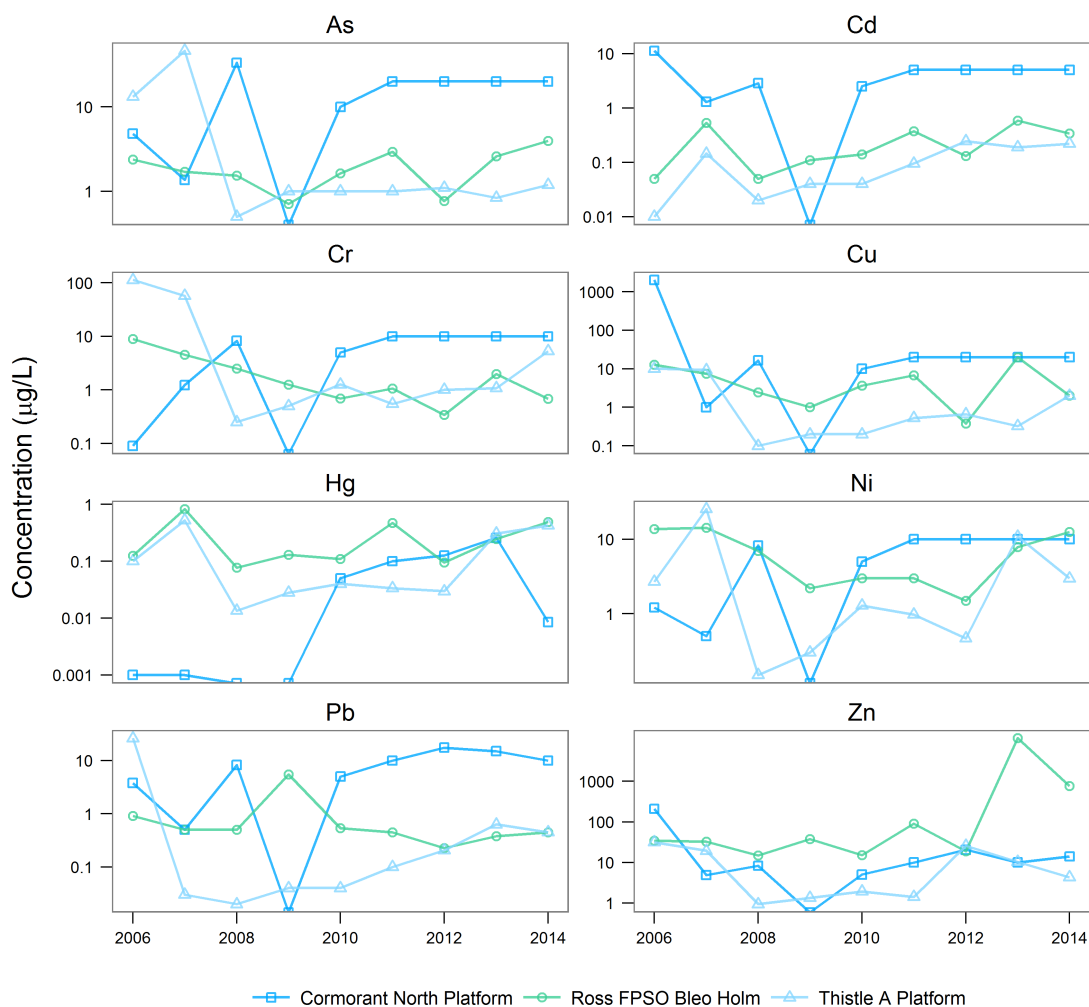 As
Cd
10
1
10
1
0.1
0.01
Cr
Cu
100
10
1
0.1
1000
100
10
1
0.1
Concentration (µg/L)
Hg
Ni
1
0.1
0.01
0.001
10
1
Pb
Zn
10
1
0.1
1000
100
10
1
2006 2008 2010 2012 2014
2006 2008 2010 2012 2014
Cormorant North Platform Ross FPSO Bleo Holm Thistle A Platform